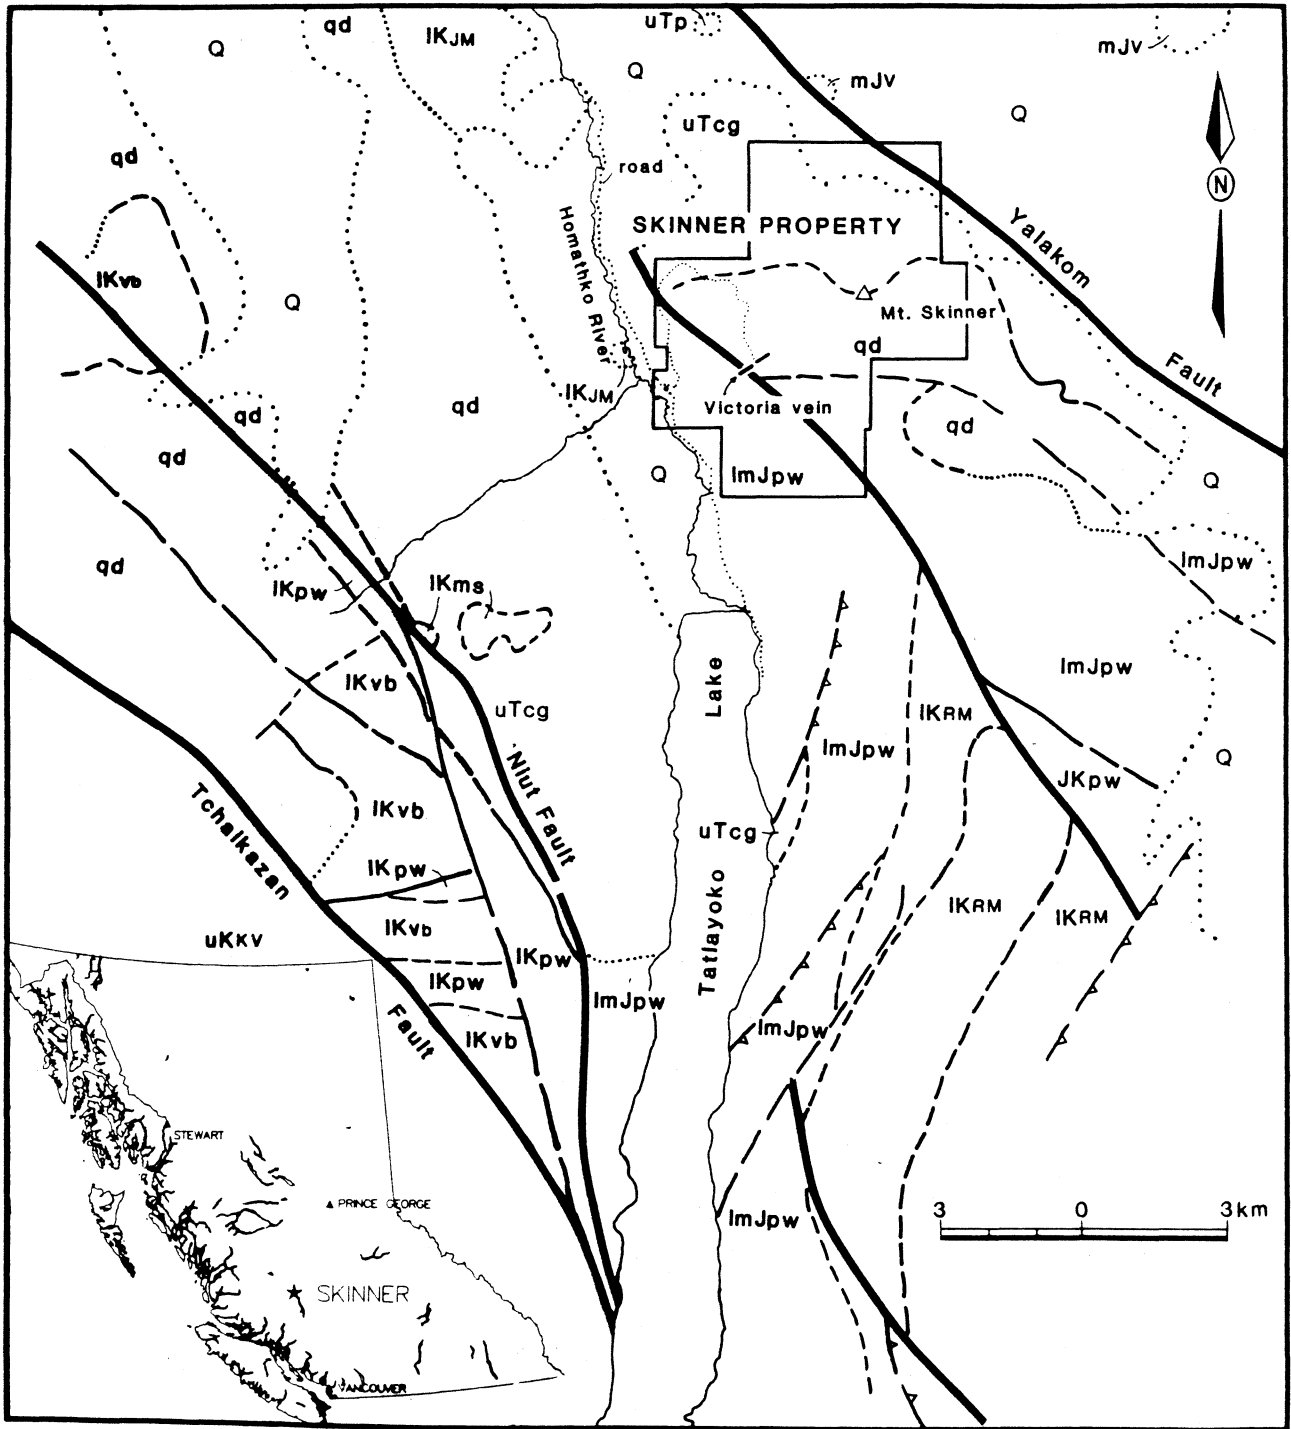 qd
lKJM
uTp
mJv
Q
Q
mJv
Q
uTcg
qd
road
N
SKINNER PROPERTY
Yalakom
Homathko River
lKvb
Q
Mt. Skinner
qd
Fault
lKJM
qd
qd
Victoria vein
qd
qd
Q
lmJpw
Q
qd
lKpw
lKms
lmJpw
lKvb
Lake
lmJpw
uTcg
lKRM
lmJpw
Q
Niut Fault
JKpw
Tchaikazan
lKvb
uTcg
lKpw
Tatlayoko
lKRM
lKRM
lKvb
uKKV
lKpw
lKpw
lmJpw
Fault
lKvb
lmJpw
STEWART
PRINCE GEORGE
lmJpw
3 0 3km
SKINNER
VANCOUVER